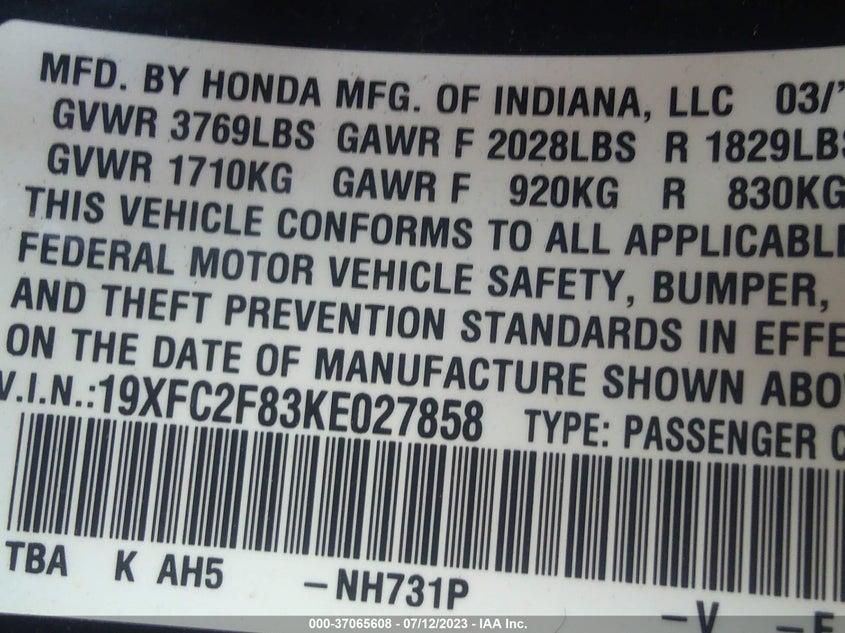 MFD. BY HONDA MFG. OF INDIANA, LLC 03/
GVWR 3769LBS GAWR F 2028LBS R 1829LBS
GVWR 1710KG GAWR F 920KG R 830KG
THIS VEHICLE CONFORMS TO ALL APPLICABLE
FEDERAL MOTOR VEHICLE SAFETY, BUMPER,
AND THEFT PREVENTION STANDARDS IN EFFE
ON THE DATE OF MANUFACTURE SHOWN ABO
V.I.N.:19XFC2F83KE027858 TYPE: PASSENGER C
TBA K AH5 -NH731P
-V -E
000-37065608 - 07/12/2023 - IAA Inc.